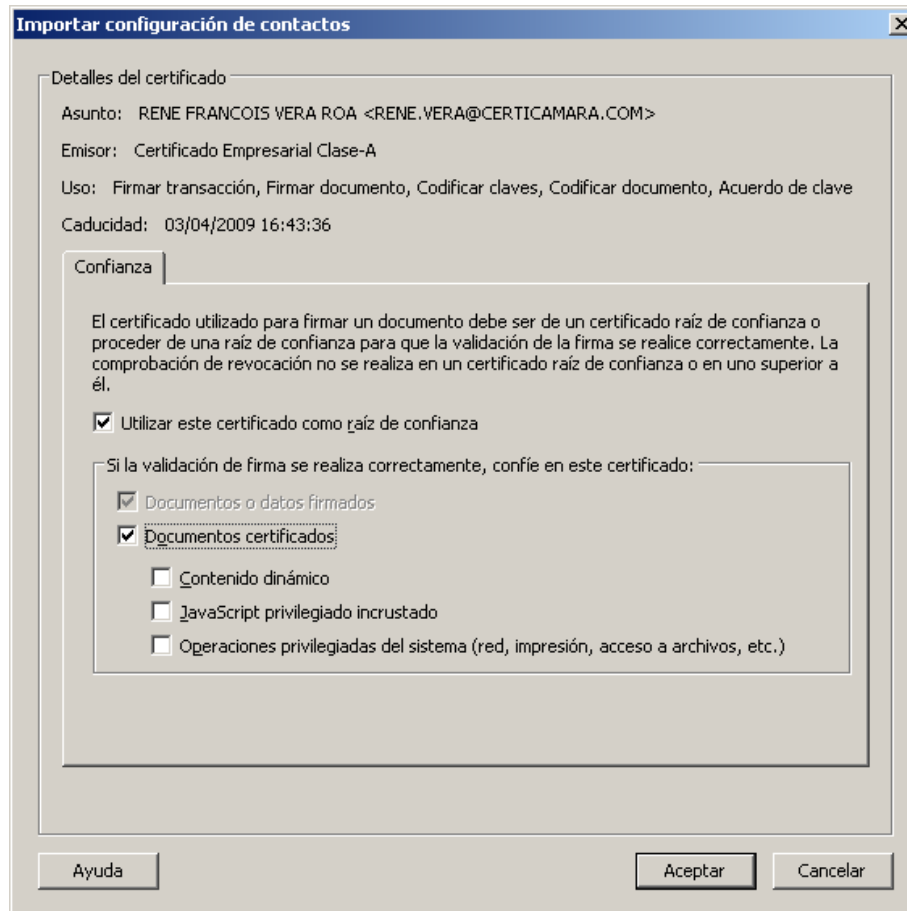 Importar configuración de contactos
Detalles del certificado
Asunto: RENE FRANCOIS VERA ROA <RENE.VERA@CERTICAMARA.COM>
Emisor: Certificado Empresarial Clase-A
Uso: Firmar transacción, Firmar documento, Codificar claves, Codificar documento, Acuerdo de clave
Caducidad: 03/04/2009 16:43:36
Confianza
El certificado utilizado para firmar un documento debe ser de un certificado raíz de confianza o
proceder de una raíz de confianza para que la validación de la firma se realice correctamente. La
comprobación de revocación no se realiza en un certificado raíz de confianza o en uno superior a
él.
Utilizar este certificado como raíz de confianza
Si la validación de firma se realiza correctamente, confíe en este certificado:
Documentos o datos firmados
Documentos certificados
Contenido dinámico
JavaScript privilegiado incrustado
Operaciones privilegiadas del sistema (red, impresión, acceso a archivos, etc.)
Ayuda
Aceptar
Cancelar